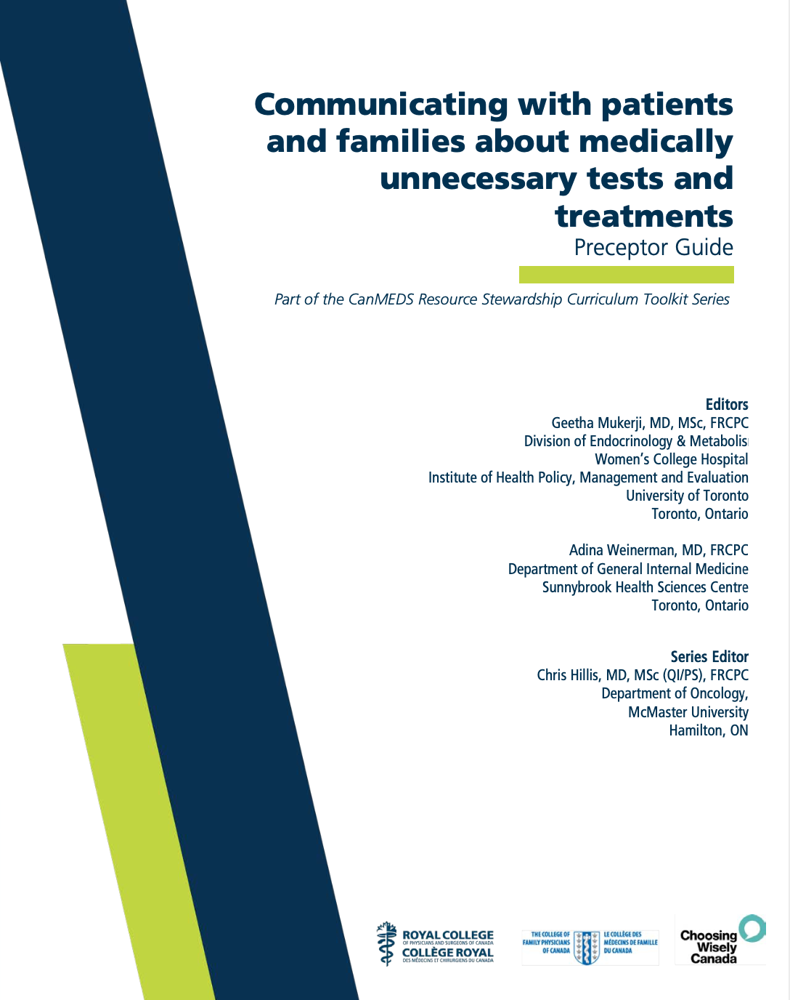 Communicating with patients
and families about medically
unnecessary tests and
treatments
Preceptor Guide
Part of the CanMEDS Resource Stewardship Curriculum Toolkit Series
Editors
Geetha Mukerji, MD, MSc, FRCPC
Division of Endocrinology & Metabolis
Women's College Hospital
Institute of Health Policy, Management and Evaluation
University of Toronto
Toronto, Ontario
Adina Weinerman, MD, FRCPC
Department of General Internal Medicine
Sunnybrook Health Sciences Centre
Toronto, Ontario
Series Editor
Chris Hillis, MD, MSc (QI/PS), FRCPC
Department of Oncology,
McMaster University
Hamilton, ON
ROYAL COLLEGE
OF PHYSICIANS AND SURGEONS OF CANADA
COLLÈGE ROYAL
DES MÉDECINS ET CHIRURGIENS DU CANADA
THE COLLEGE OF
FAMILY PHYSICIANS
OF CANADA
LE COLLÈGE DES
MÉDECINS DE FAMILLE
DU CANADA
Choosing
Wisely
Canada